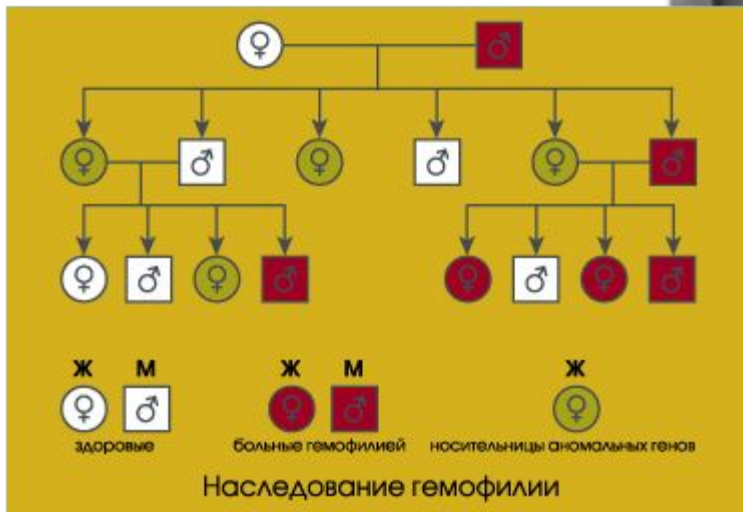 Ж М Ж М Ж
здоровые больные гемофилией носительницы аномальных генов
Наследование гемофилии